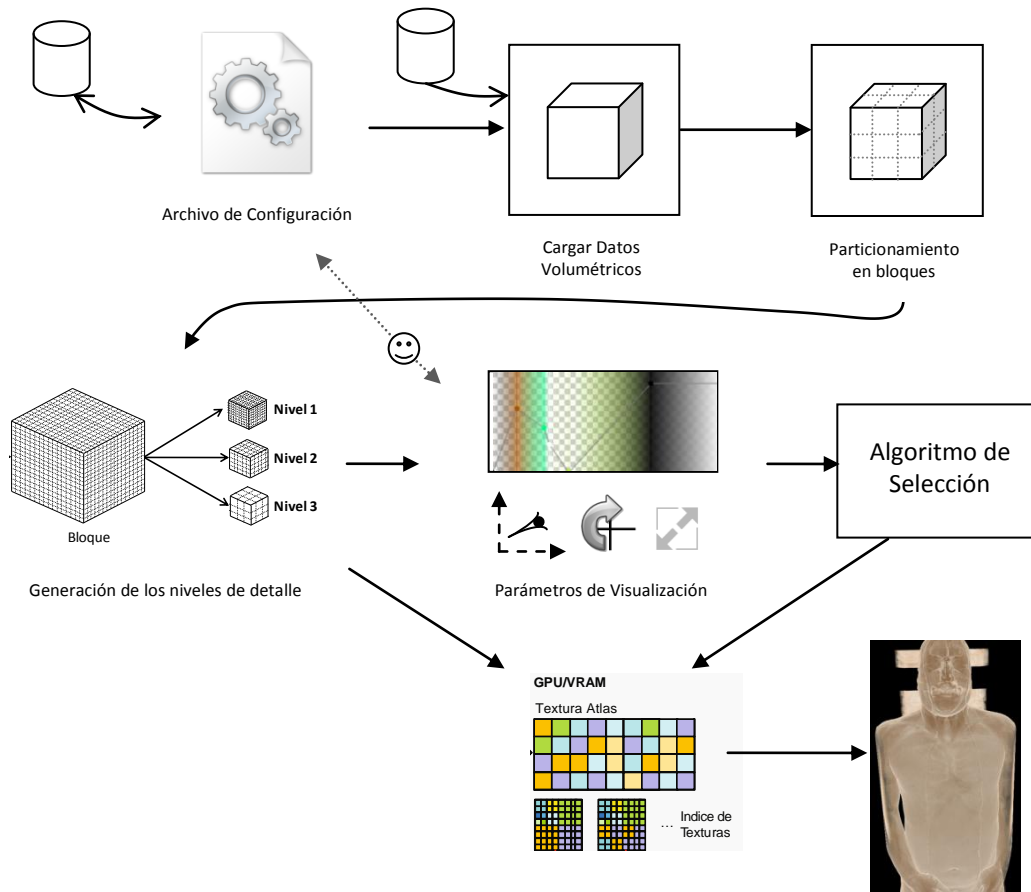 Archivo de Configuración
Cargar Datos
Volumétricos
Particionamiento
en bloques
Nivel 1
Nivel 2
Nivel 3
Bloque
Generación de los niveles de detalle
Parámetros de Visualización
Algoritmo de
Selección
GPU/VRAM
Textura Atlas
... Indice de
Texturas